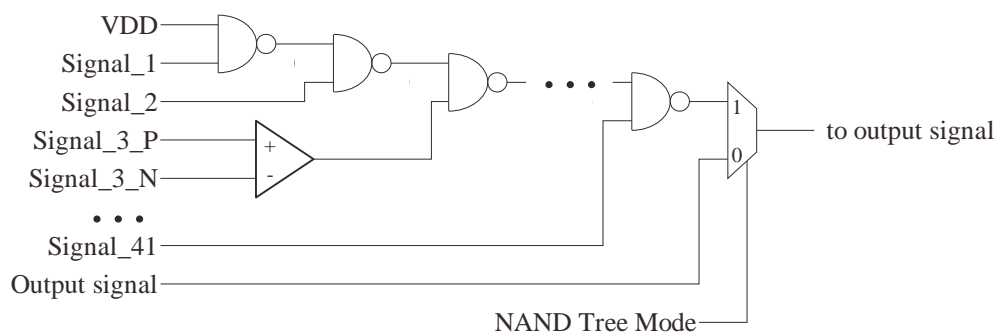 VDD
Signal_1
Signal_2
Signal_3_P
Signal_3_N
Signal_41
Output signal
NAND Tree Mode
+
-
1
0
to output signal